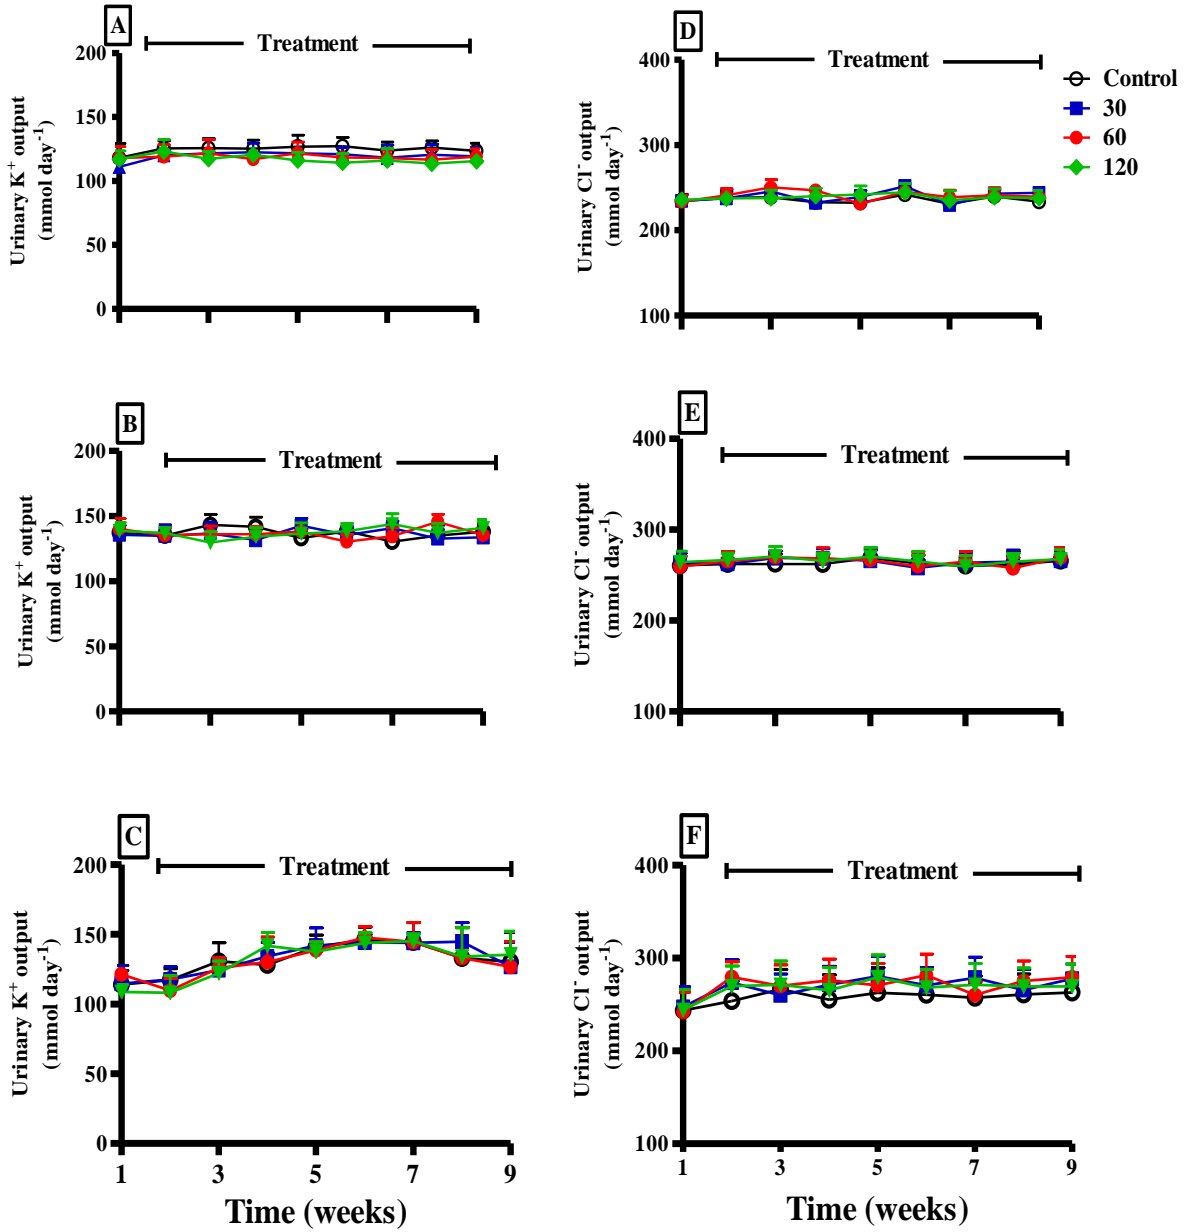 A
Treatment
200
150
100
50
0
Urinary K⁺ output
(mmol day⁻¹)
D
Treatment
400
300
200
100
Urinary Cl⁻ output
(mmol day⁻¹)
Control
30
60
120
B
Treatment
200
150
100
50
0
Urinary K⁺ output
(mmol day⁻¹)
E
Treatment
400
300
200
100
Urinary Cl⁻ output
(mmol day⁻¹)
C
Treatment
200
150
100
50
0
Urinary K⁺ output
(mmol day⁻¹)
1 3 5 7 9
Time (weeks)
F
Treatment
400
300
200
100
Urinary Cl⁻ output
(mmol day⁻¹)
1 3 5 7 9
Time (weeks)